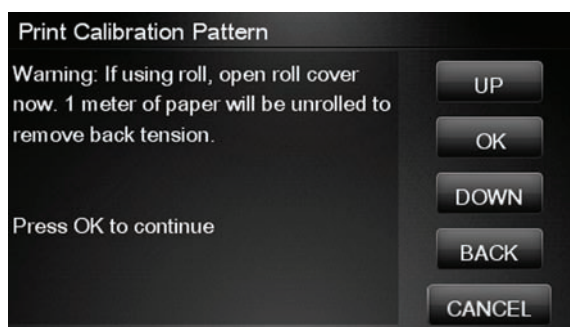 Print Calibration Pattern
Warning: If using roll, open roll cover
now. 1 meter of paper will be unrolled to
remove back tension.
Press OK to continue
UP
OK
DOWN
BACK
CANCEL